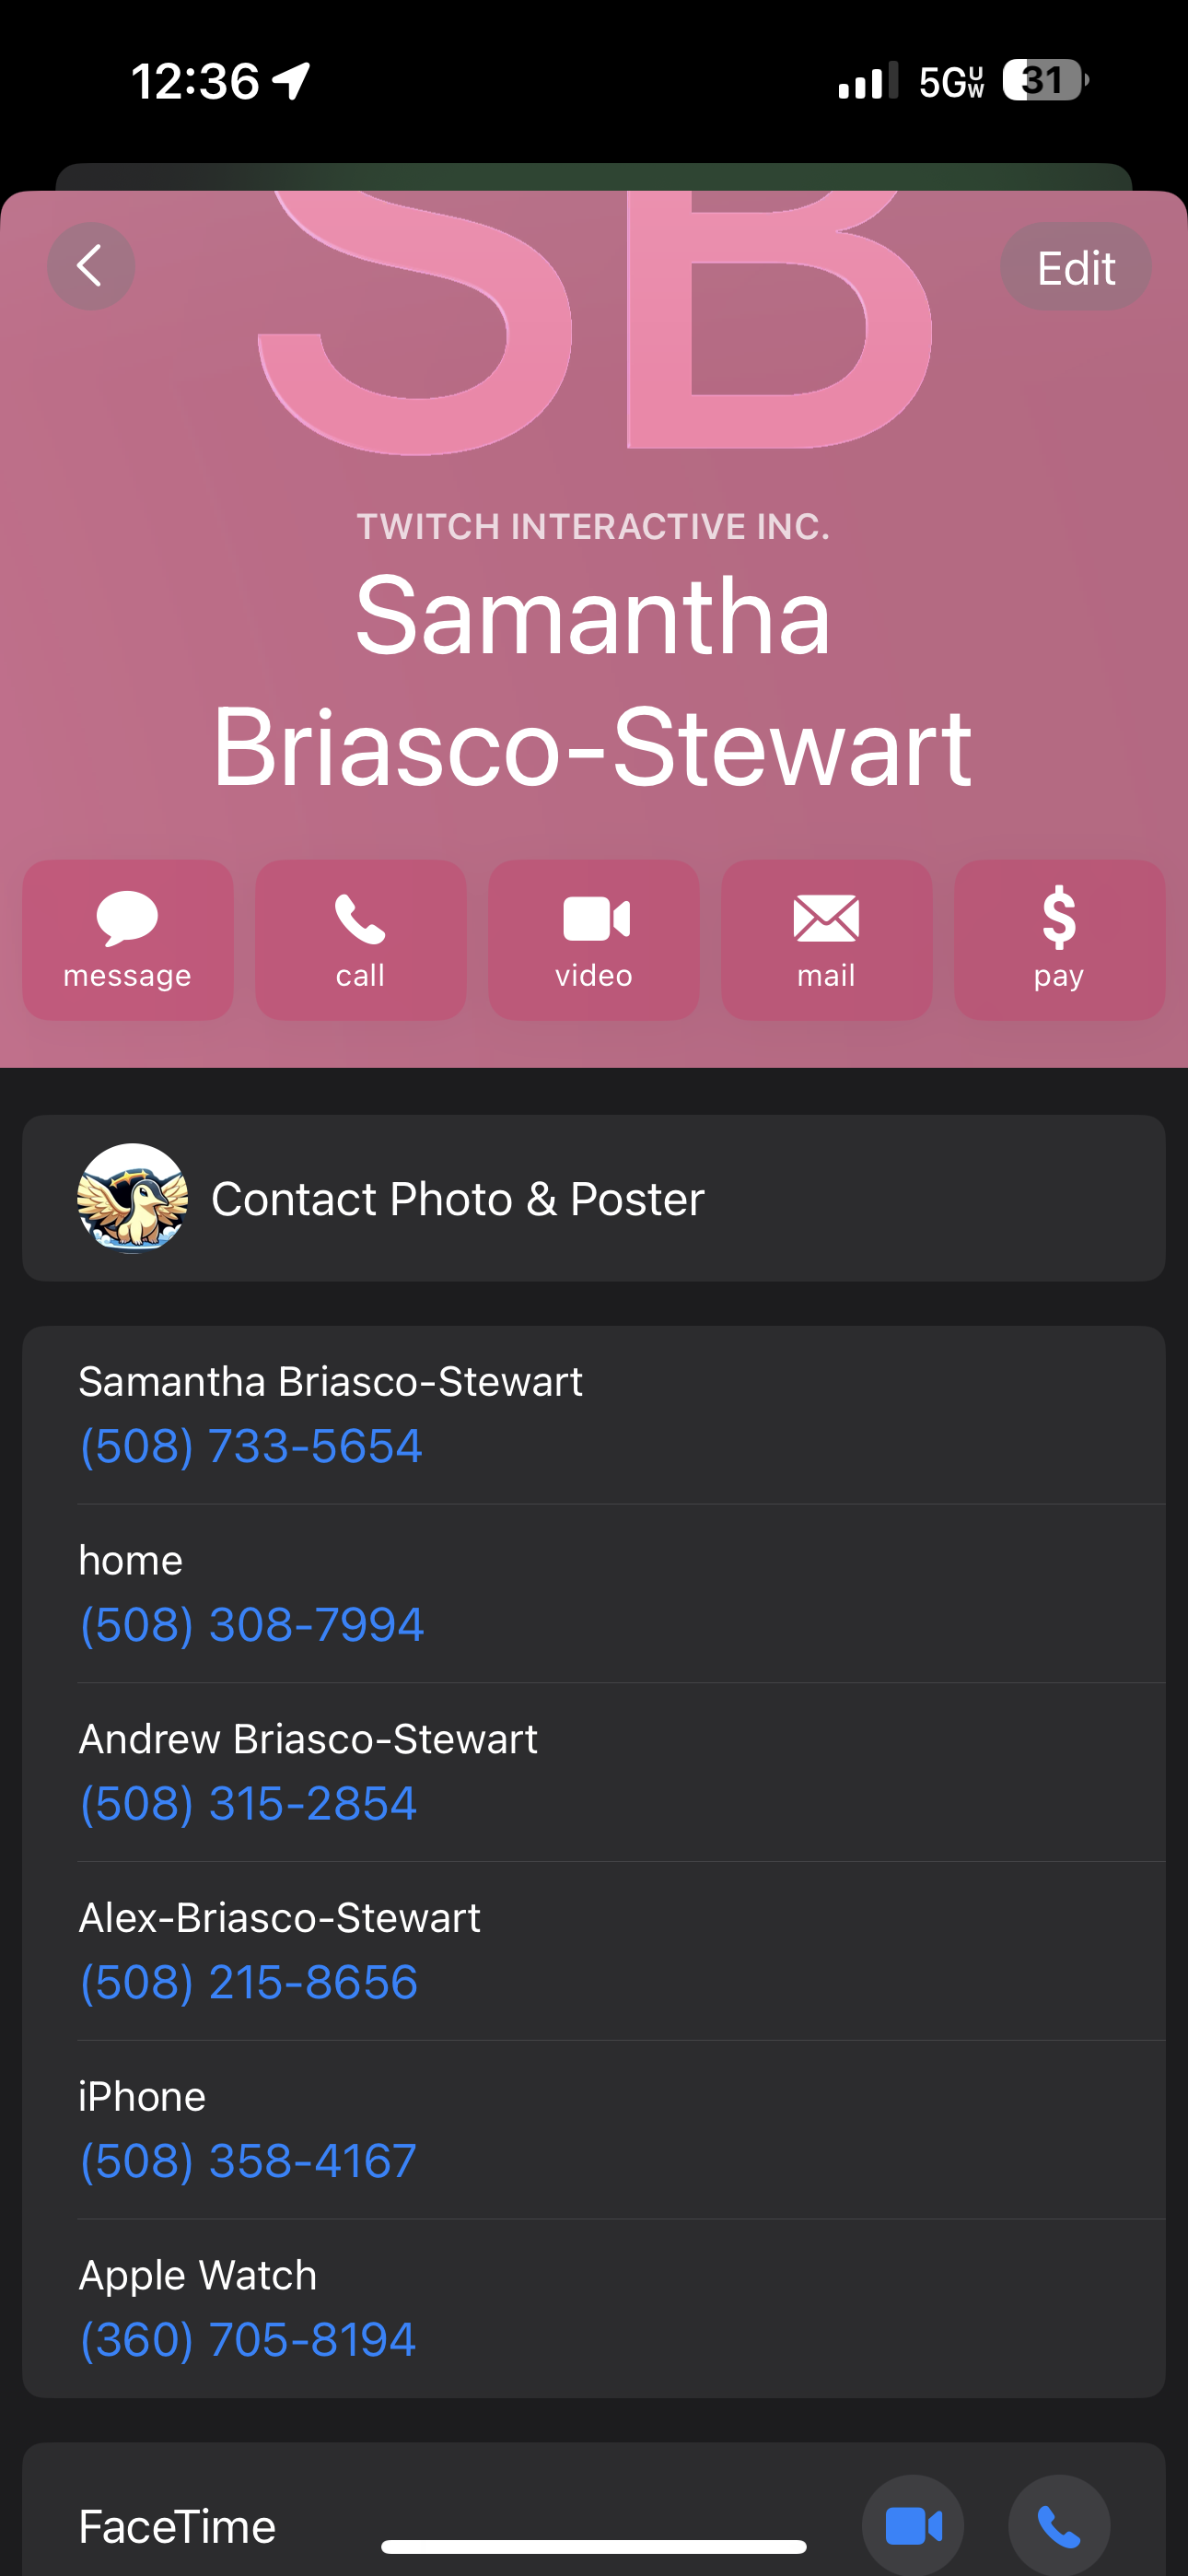 12:36
5G UW 31
SB
Edit
TWITCH INTERACTIVE INC.
Samantha
Briasco-Stewart
message call video mail pay
Contact Photo & Poster
Samantha Briasco-Stewart
(508) 733-5654
home
(508) 308-7994
Andrew Briasco-Stewart
(508) 315-2854
Alex-Briasco-Stewart
(508) 215-8656
iPhone
(508) 358-4167
Apple Watch
(360) 705-8194
FaceTime